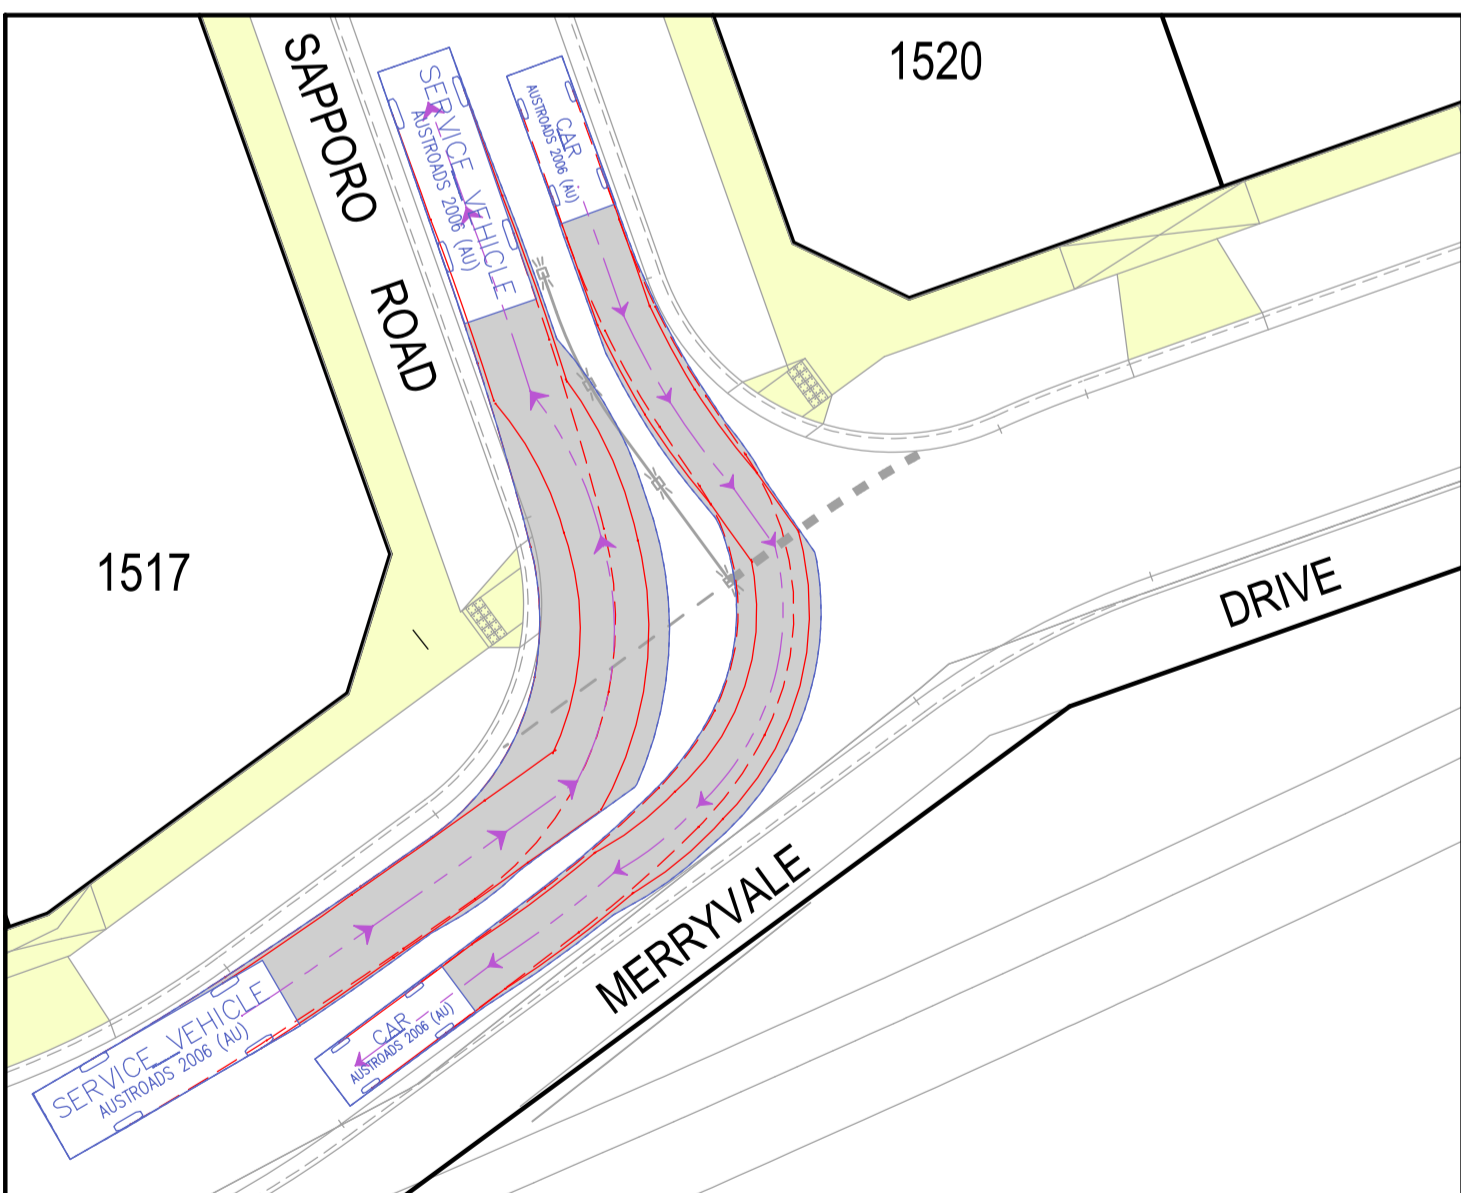 SAPPORO ROAD
SERVICE VEHICLE
AUSTROADS 2006 (AU)
CAR
AUSTROADS 2006 (AU)
1520
1517
DRIVE
MERRYVALE
SERVICE VEHICLE
AUSTROADS 2006 (AU)
CAR
AUSTROADS 2006 (AU)